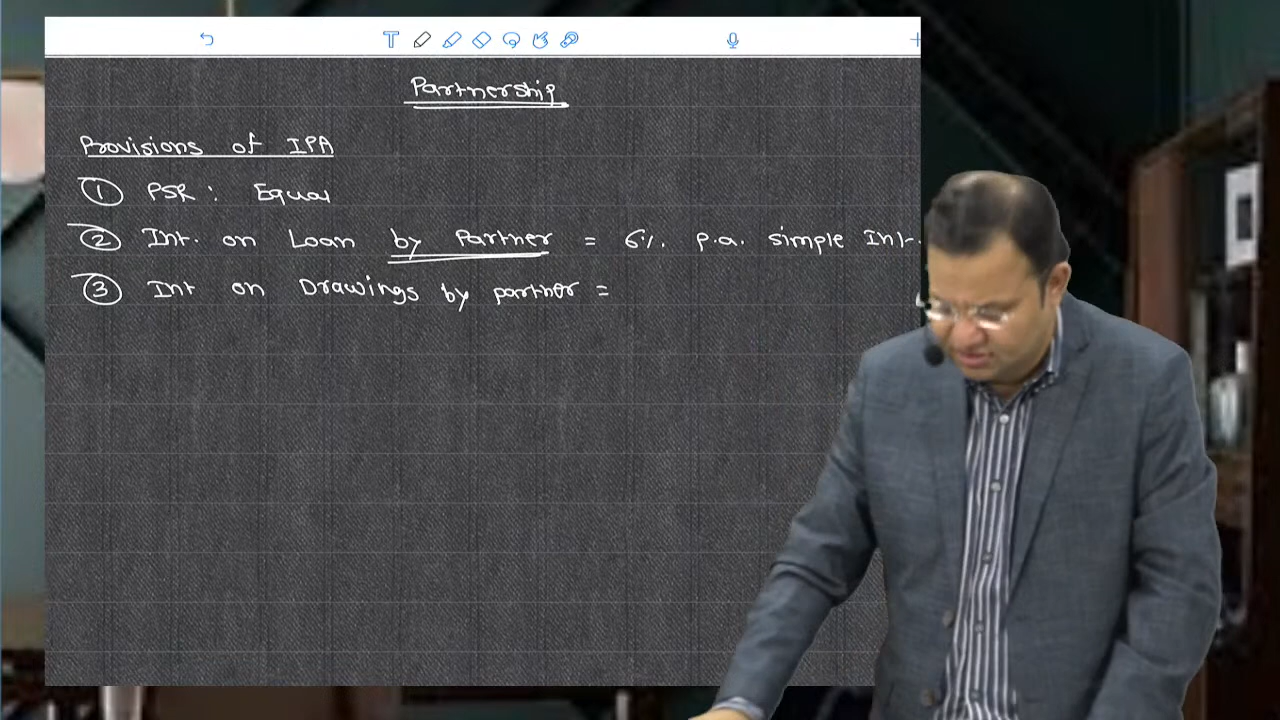 Partnership
Provisions of IPA
① PSR : Equal
② Int. on Loan by Partner = 6%. p.a. simple Int.
③ Int on Drawings by partner =